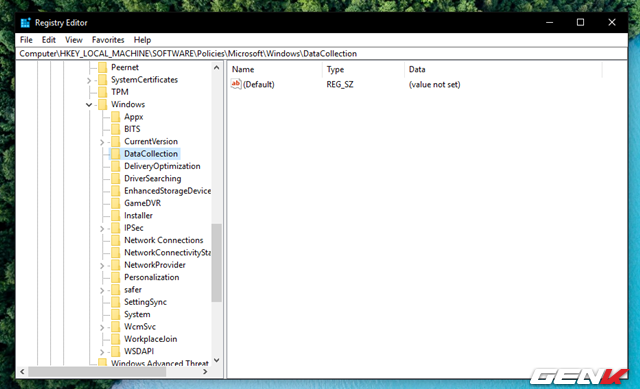 Registry Editor
File Edit View Favorites Help
Computer\HKEY_LOCAL_MACHINE\SOFTWARE\Policies\Microsoft\Windows\DataCollection
Name Type Data
(Default) REG_SZ (value not set)
Peernet
SystemCertificates
TPM
Windows
Appx
BITS
CurrentVersion
DataCollection
DeliveryOptimization
DriverSearching
EnhancedStorageDevice
GameDVR
Installer
IPSec
Network Connections
NetworkConnectivitySta
NetworkProvider
Personalization
safer
SettingSync
System
WcmSvc
WorkplaceJoin
WSDAPI
Windows Advanced Threat
GENK